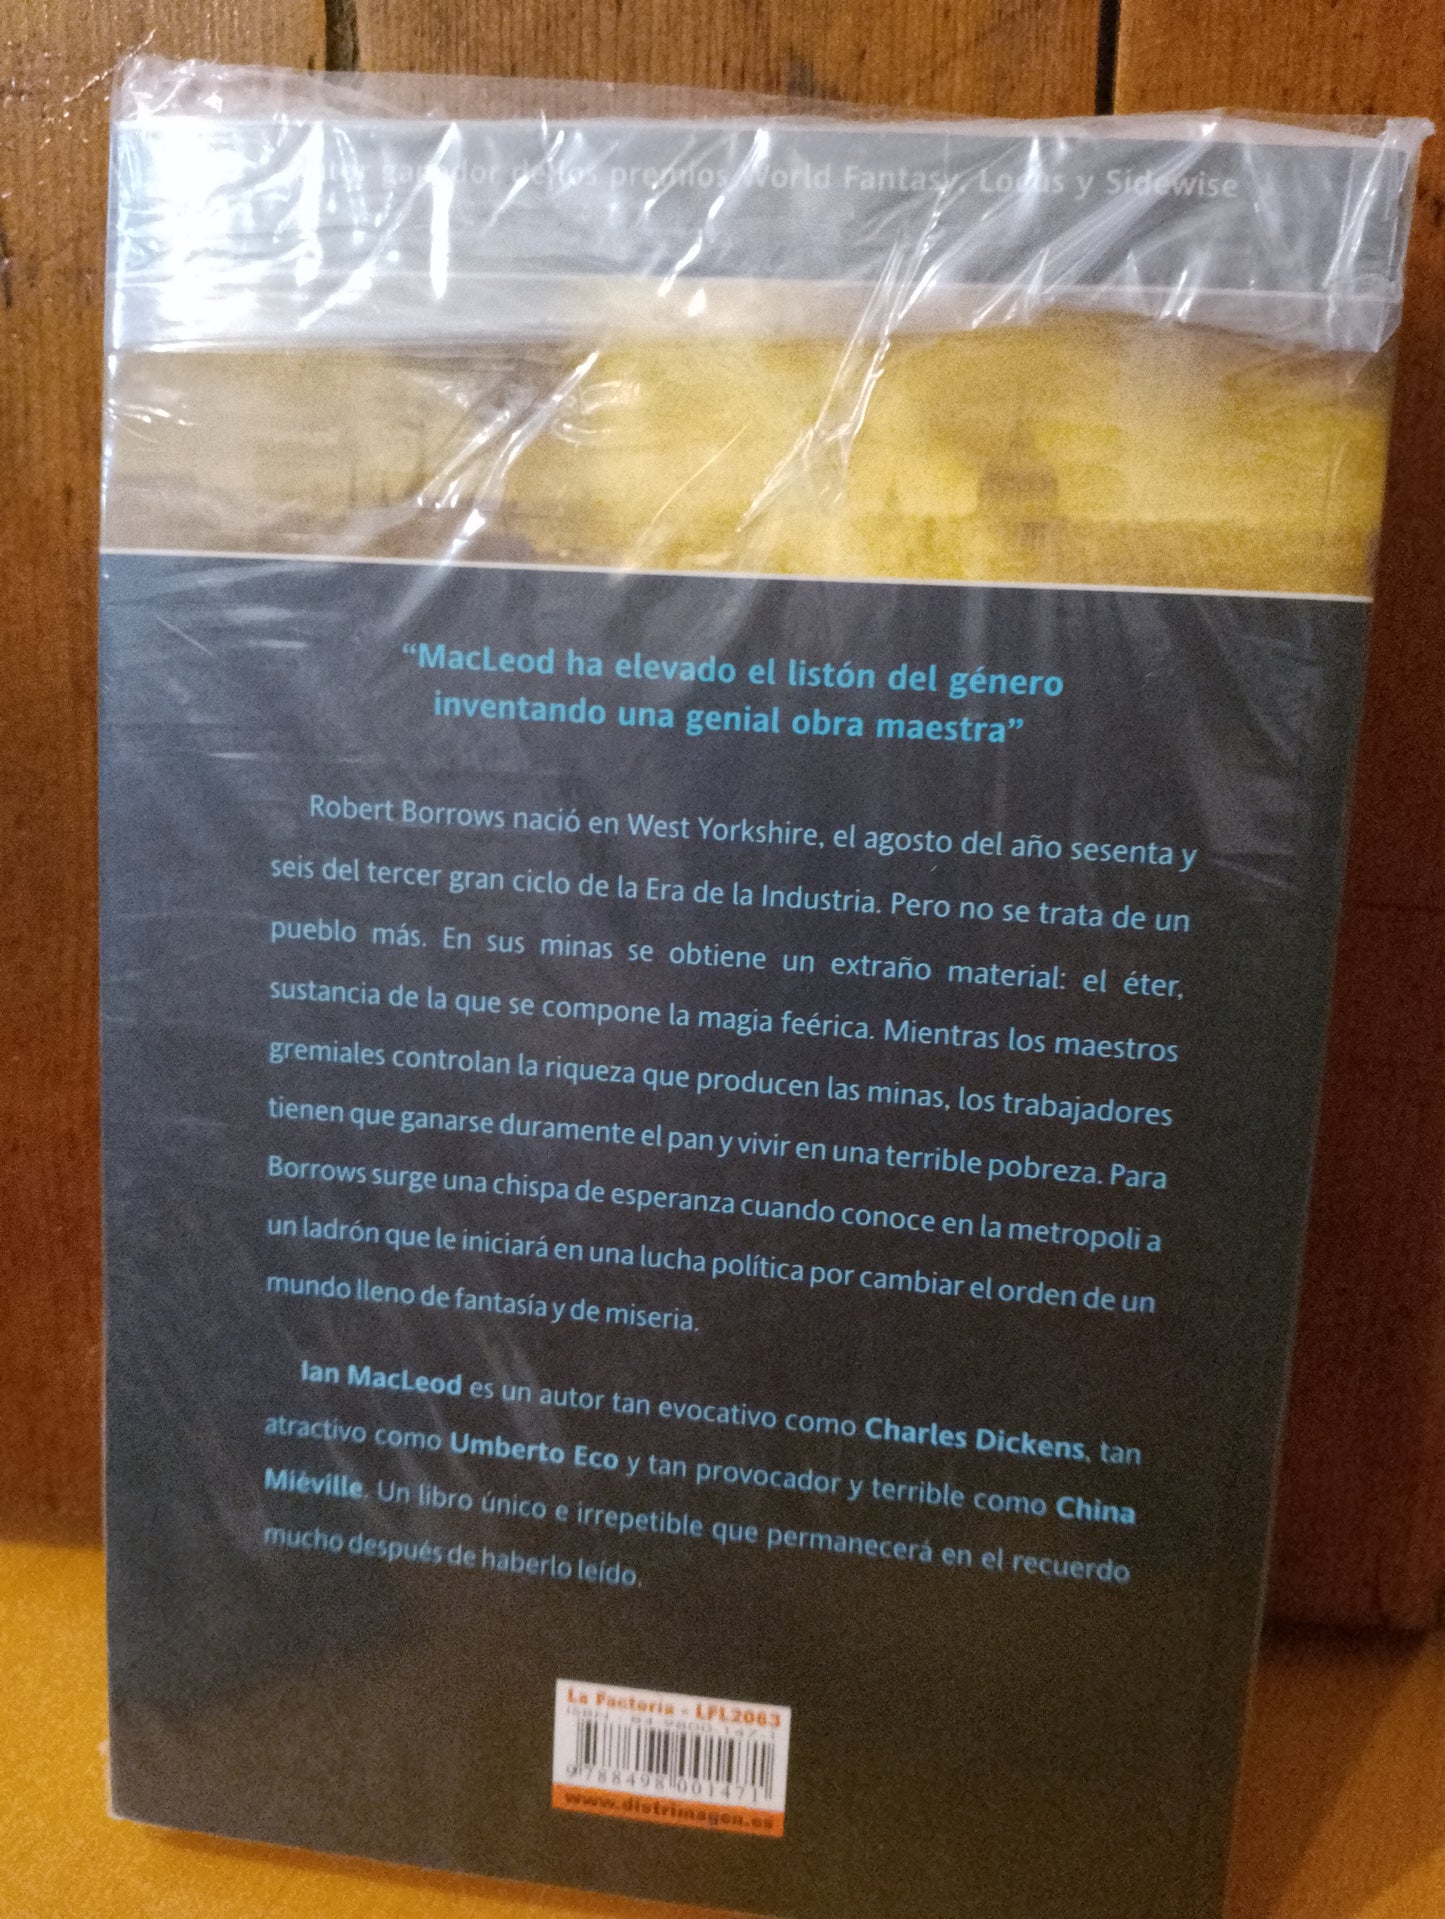 ganador de los premios World Fantasy, Locus y Sidewise
“MacLeod ha elevado el listón del género
inventando una genial obra maestra”
Robert Borrows nació en West Yorkshire, el agosto del año sesenta y
seis del tercer gran ciclo de la Era de la Industria. Pero no se trata de un
pueblo más. En sus minas se obtiene un extraño material: el éter,
sustancia de la que se compone la magia feérica. Mientras los maestros
gremiales controlan la riqueza que producen las minas, los trabajadores
tienen que ganarse duramente el pan y vivir en una terrible pobreza. Para
Borrows surge una chispa de esperanza cuando conoce en la metropoli a
un ladrón que le iniciará en una lucha política por cambiar el orden de un
mundo lleno de fantasía y de miseria.
Ian MacLeod es un autor tan evocativo como Charles Dickens, tan
atractivo como Umberto Eco y tan provocador y terrible como China
Miéville. Un libro único e irrepetible que permanecerá en el recuerdo
mucho después de haberlo leído.
La Factoria - LFL2063
ISBN 84-9800-147-1
9788498001471
www.distrimagen.es